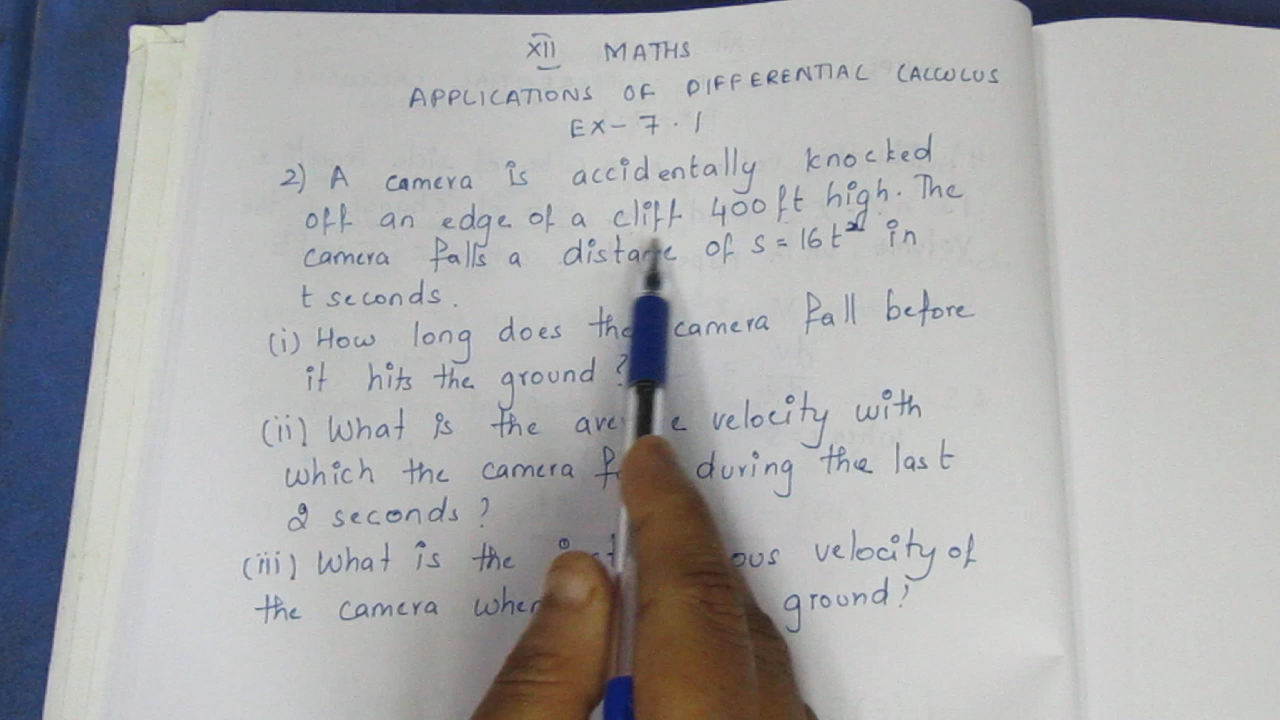 XII MATHS
APPLICATIONS OF DIFFERENTIAL CALCULUS
EX- 7.1
2) A camera is accidentally knocked
off an edge of a cliff 400 ft high. The
camera falls a distance of s = 16t² in
t seconds.
(i) How long does the camera fall before
it hits the ground?
(ii) What is the velocity with
which the camera during the last
2 seconds?
(iii) What is the velocity of
the camera ground?